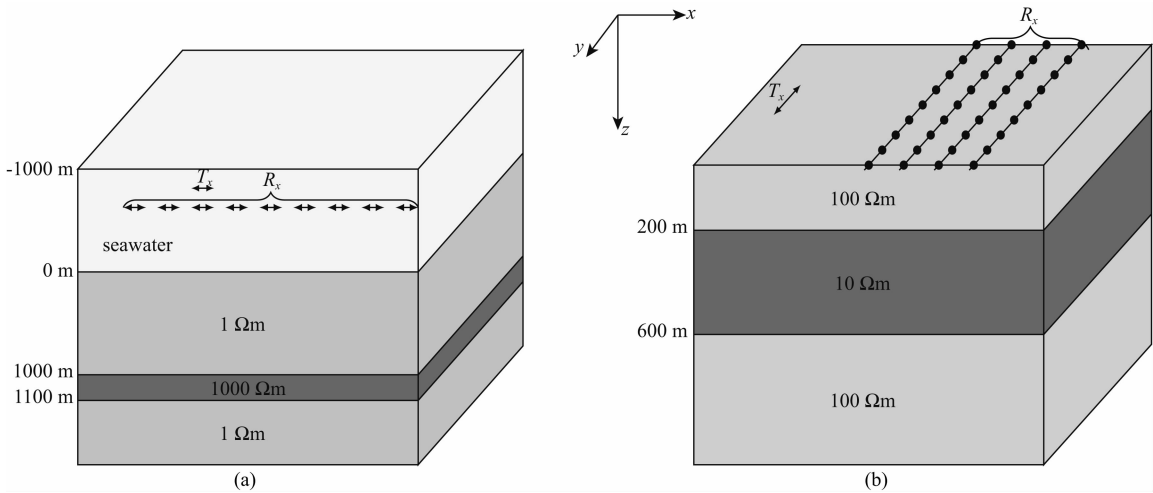 -1000 m
Tx
Rx
seawater
0 m
1 Ωm
1000 m
1000 Ωm
1100 m
1 Ωm
(a)
x
y
z
Rx
Tx
100 Ωm
200 m
10 Ωm
600 m
100 Ωm
(b)